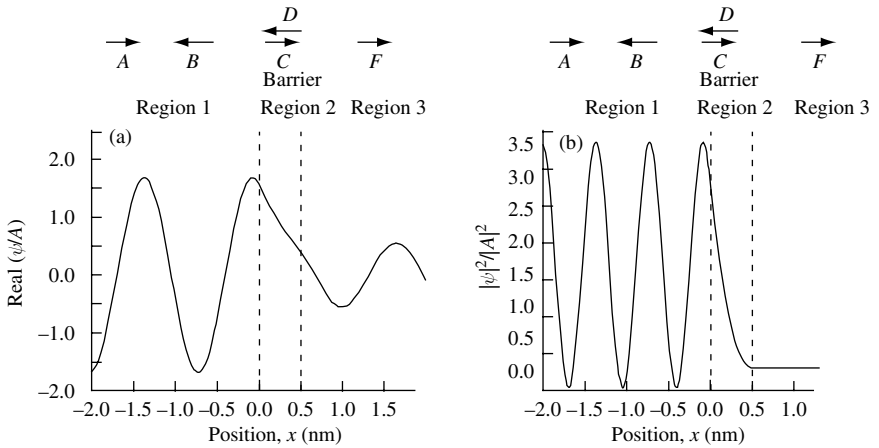 D
A B C F
Barrier
Region 1 Region 2 Region 3
(a)
2.0
1.0
0.0
−1.0
−2.0
Real (ψ/A)
−2.0 −1.5 −1.0 −0.5 0.0 0.5 1.0 1.5
Position, x (nm)
D
A B C F
Barrier
Region 1 Region 2 Region 3
(b)
3.5
3.0
2.5
2.0
1.5
1.0
3.5
0.0
|ψ|²/|A|²
−2.0 −1.5 −1.0 −0.5 0.0 0.5 1.0
Position, x (nm)